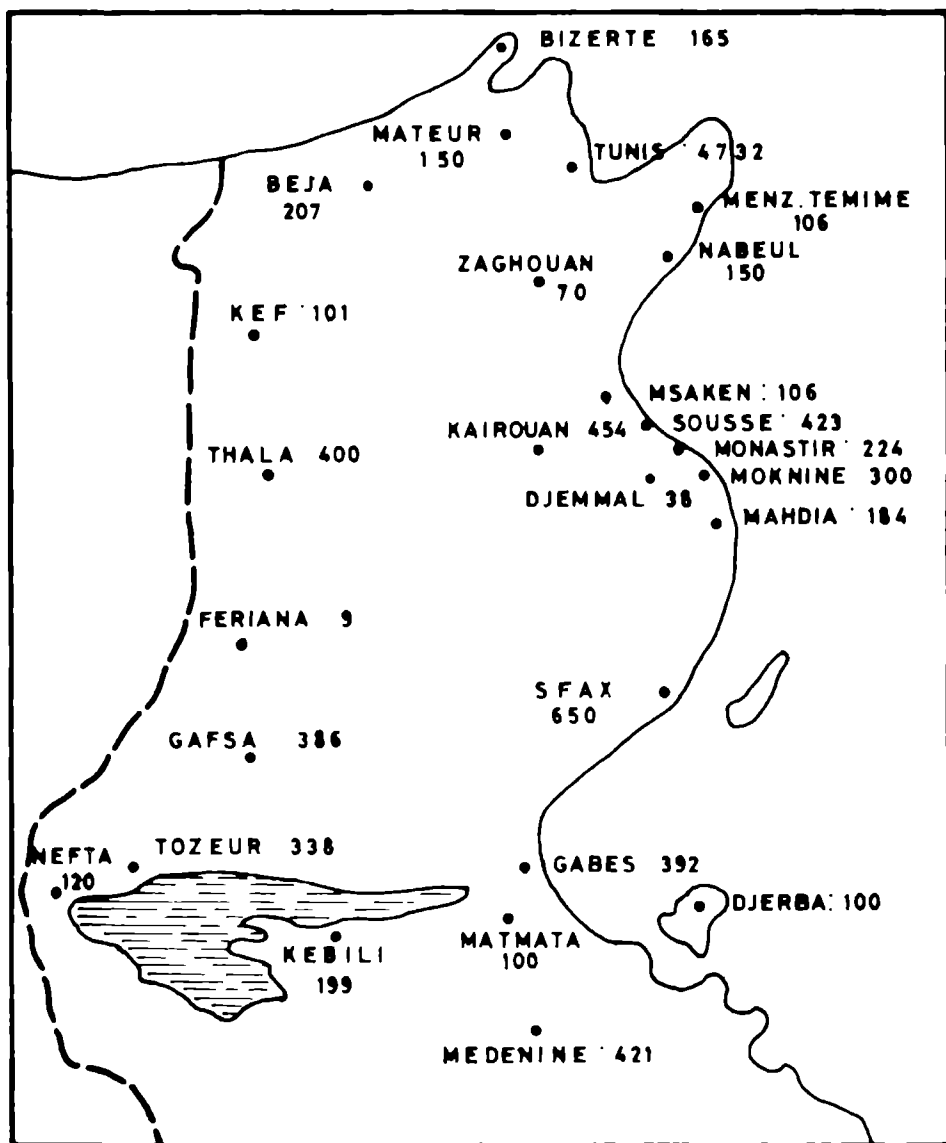 BIZERTE 165
MATEUR
150
TUNIS 4732
BEJA
207
MENZ. TEMIME
106
NABEUL
150
ZAGHOUAN
70
KEF 101
MSAKEN : 106
SOUSSE 423
KAIROUAN 454
MONASTIR 224
THALA 400
MOKNINE 300
DJEMMAL 38
MAHDIA 184
FERIANA 9
SFAX
650
GAFSA 386
TOZEUR 338
NEFTA
120
GABES 392
DJERBA : 100
MATMATA
100
KEBILI
199
MEDENINE 421